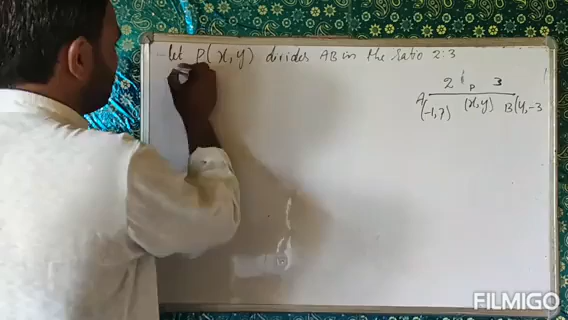 let P(x,y) divides AB in the ratio 2:3
2 : 3
P
A (x,y) B(4,-3
(-1,7)
FILMIGO